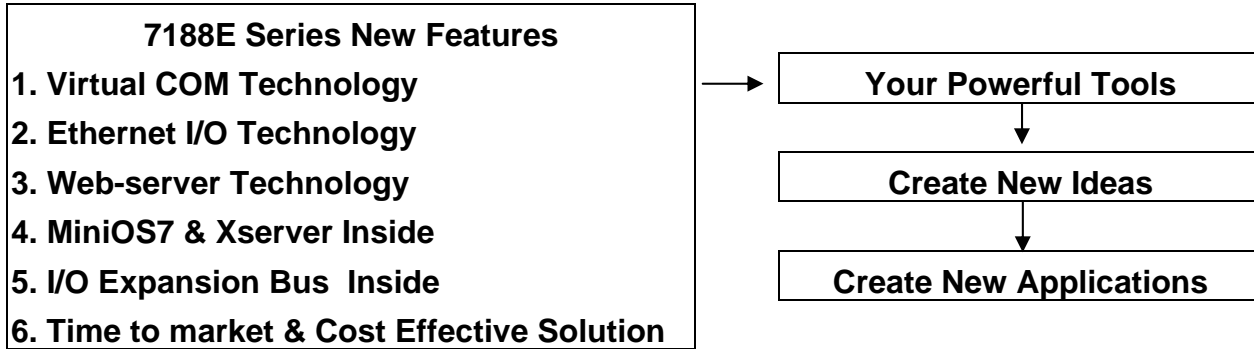 7188E Series New Features
1. Virtual COM Technology
2. Ethernet I/O Technology
3. Web-server Technology
4. MiniOS7 & Xserver Inside
5. I/O Expansion Bus  Inside
6. Time to market & Cost Effective Solution
Your Powerful Tools
Create New Ideas
Create New Applications